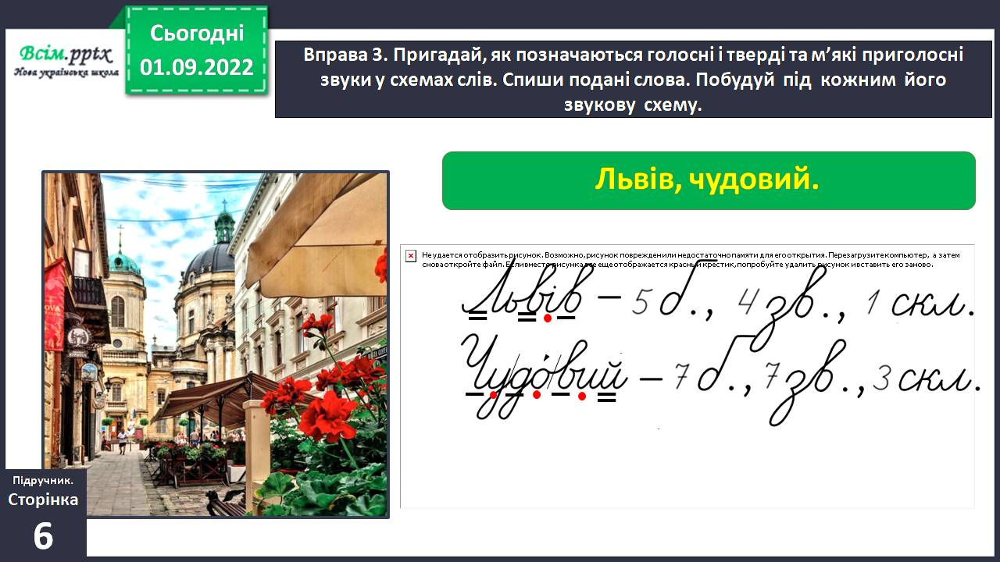 Сьогодні
01.09.2022
Всім.pptx
Нова українська школа
Вправа 3. Пригадай, як позначаються голосні і тверді та м’які приголосні
звуки у схемах слів. Спиши подані слова. Побудуй під кожним його
звукову схему.
Львів, чудовий.
Не удается отобразить рисунок. Возможно, рисунок поврежден или недостаточно памяти для его открытия. Перезагрузите компьютер, а затем
снова откройте файл. Если вместо рисунка все еще отображается красный крестик, попробуйте удалить рисунок и вставить его заново.
Львів – 5 б., 4 зв., 1 скл.
Чудо́вий – 7 б., 7 зв., 3 скл.
Підручник.
Сторінка
6